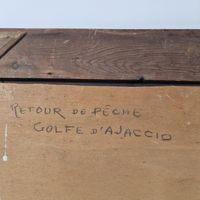 RETOUR DE PÊCHE
GOLFE D'AJACCIO